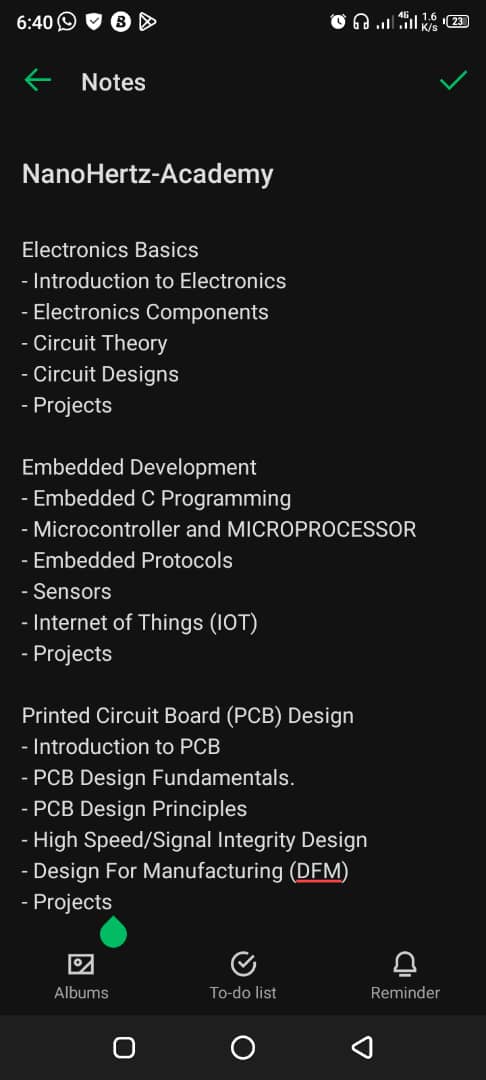 6:40
4G
1.6
K/s
23
Notes
NanoHertz-Academy
Electronics Basics
- Introduction to Electronics
- Electronics Components
- Circuit Theory
- Circuit Designs
- Projects
Embedded Development
- Embedded C Programming
- Microcontroller and MICROPROCESSOR
- Embedded Protocols
- Sensors
- Internet of Things (IOT)
- Projects
Printed Circuit Board (PCB) Design
- Introduction to PCB
- PCB Design Fundamentals.
- PCB Design Principles
- High Speed/Signal Integrity Design
- Design For Manufacturing (DFM)
- Projects
Albums
To-do list
Reminder